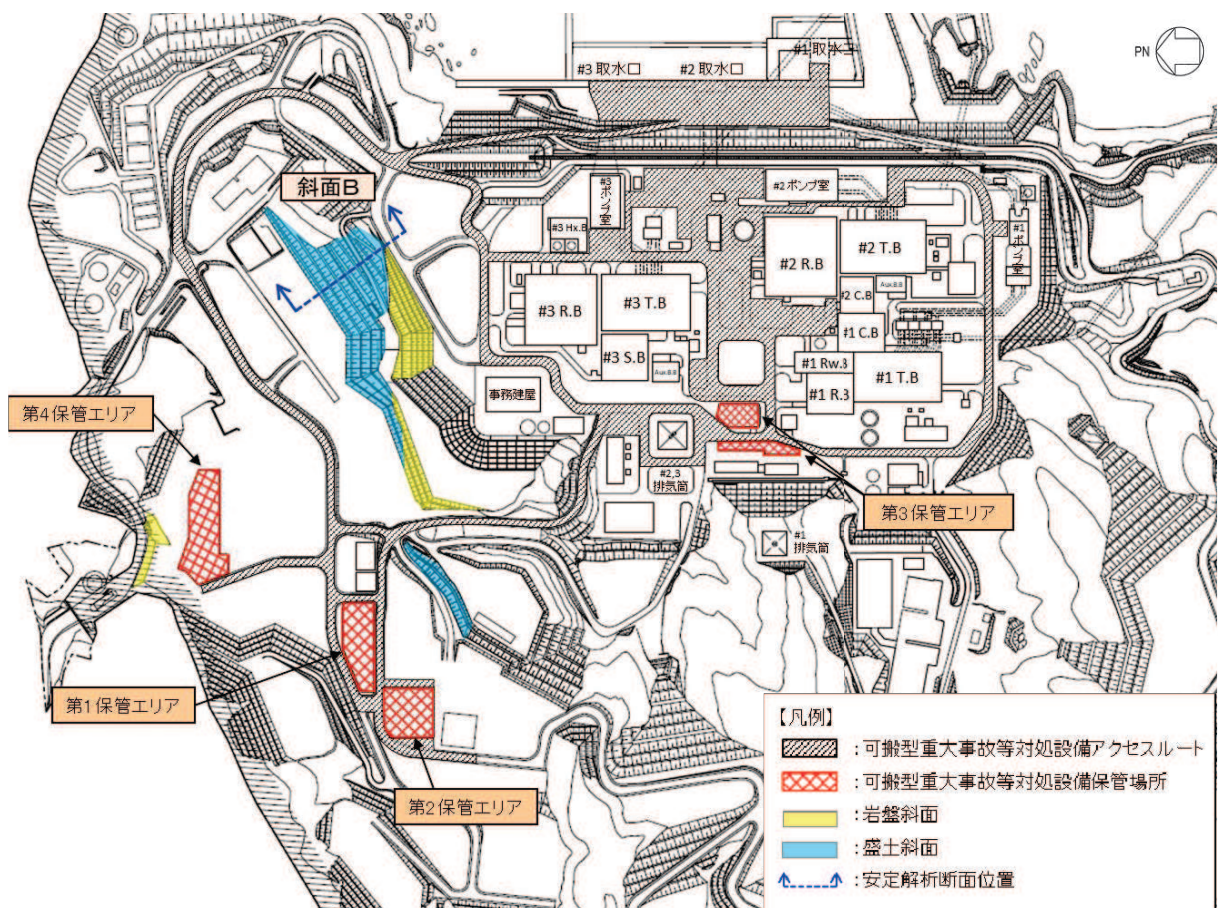 #1 取水口
PN
#3 取水口
#2 取水口
斜面B
#3
ポンプ
室
#2 ポンプ室
#3 Hx.B
#1
ポンプ
室
#2 R.B
#2 T.B
Aux.B.B
#2 C.B
#3 R.B
#3 T.B
#1 C.B
#3 S.B
Aux.B.B
#1 Rw.B
#1 R.B
#1 T.B
事務建屋
第4保管エリア
#2,3
排気筒
第3保管エリア
#1
排気筒
第1保管エリア
第2保管エリア
【凡例】
:可搬型重大事故等対処設備アクセスルート
:可搬型重大事故等対処設備保管場所
:岩盤斜面
:盛土斜面
:安定解析断面位置